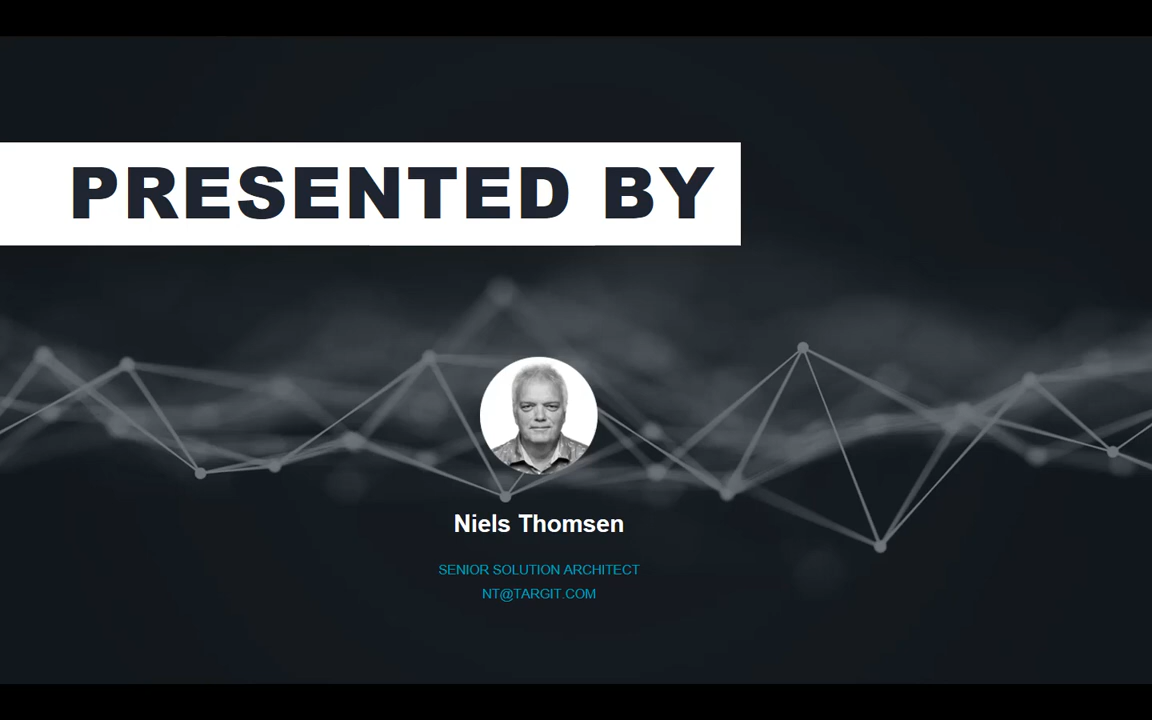 PRESENTED BY
Niels Thomsen
SENIOR SOLUTION ARCHITECT
NT@TARGIT.COM